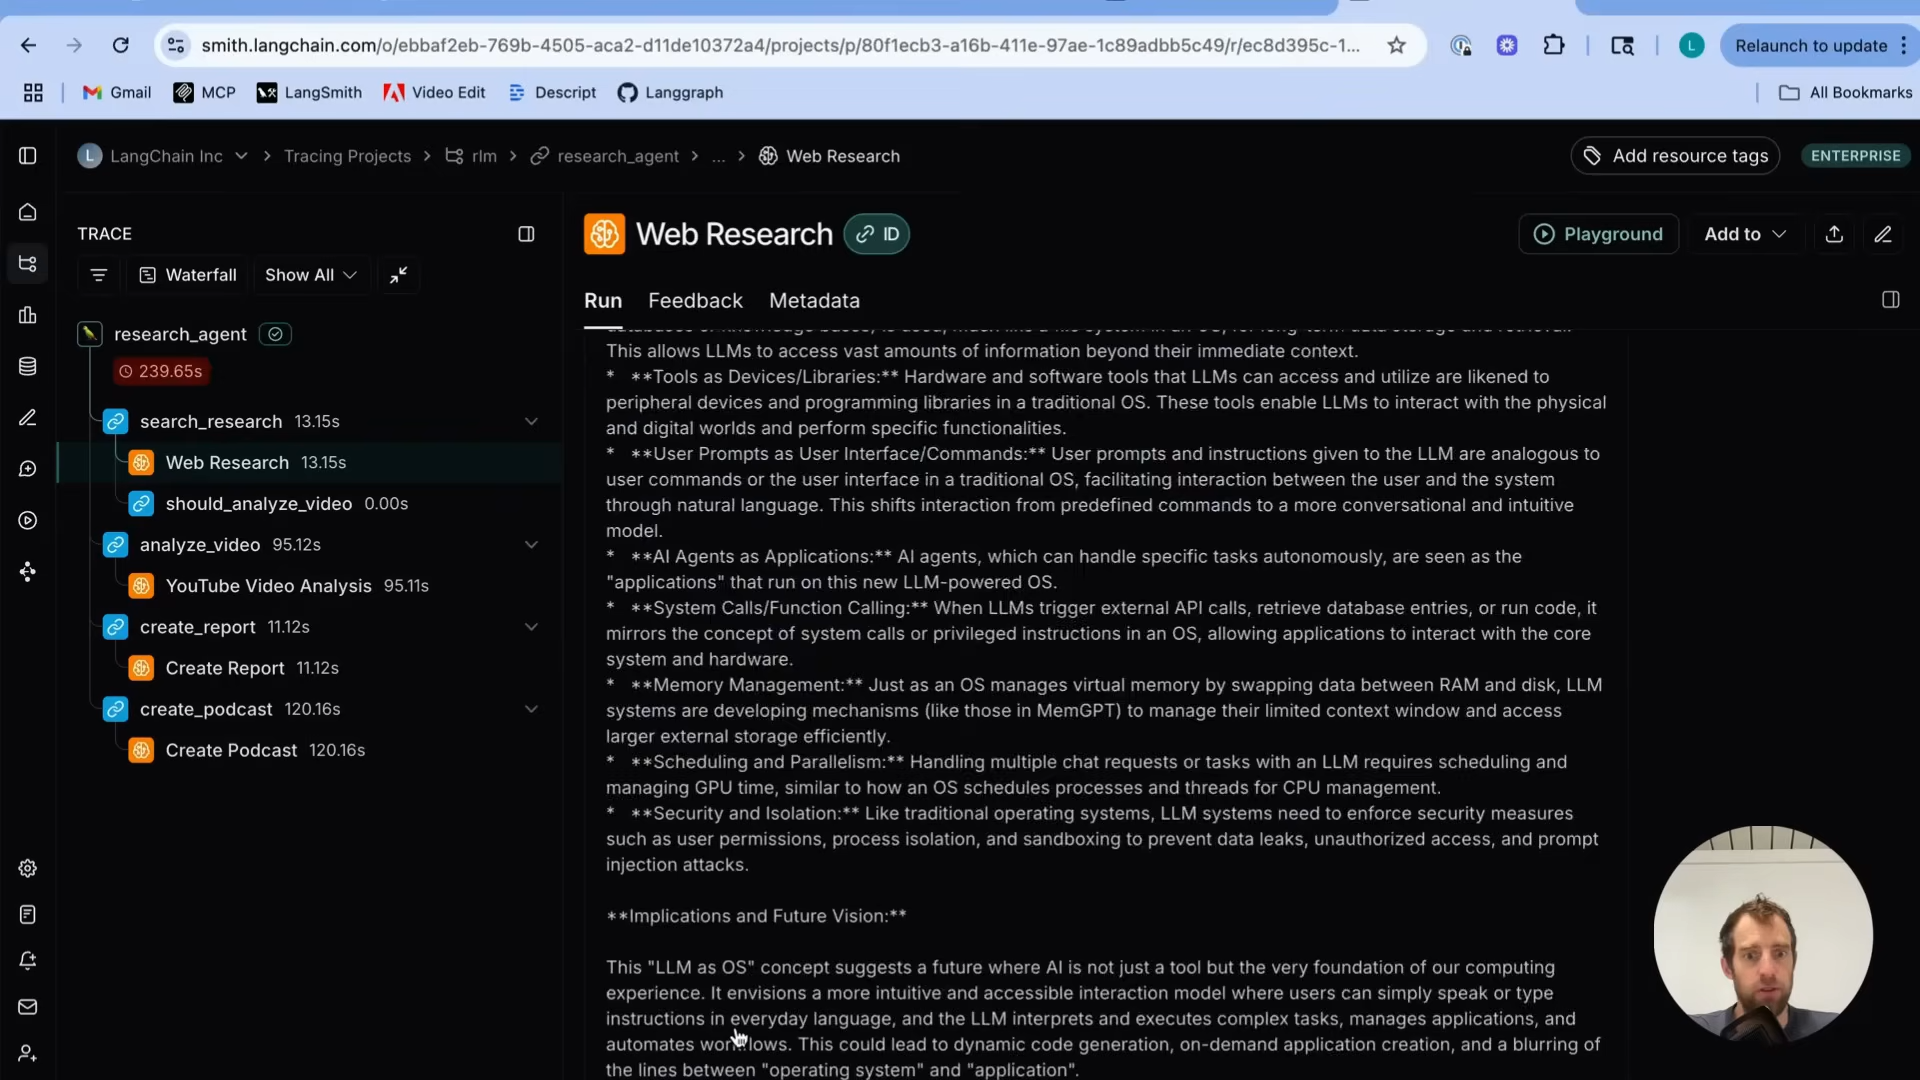 smith.langchain.com/o/ebbaf2eb-769b-4505-aca2-d11de10372a4/projects/p/80f1ecb3-a16b-411e-97ae-1c89adbb5c49/r/ec8d395c-1...
L
Relaunch to update
Gmail
MCP
LangSmith
Video Edit
Descript
Langgraph
All Bookmarks
L LangChain Inc > Tracing Projects > rlm > research_agent > ... > Web Research
Add resource tags
ENTERPRISE
TRACE
Waterfall
Show All
research_agent
239.65s
search_research 13.15s
Web Research 13.15s
should_analyze_video 0.00s
analyze_video 95.12s
YouTube Video Analysis 95.11s
create_report 11.12s
Create Report 11.12s
create_podcast 120.16s
Create Podcast 120.16s
Web Research
ID
Playground
Add to
Run
Feedback
Metadata
This allows LLMs to access vast amounts of information beyond their immediate context.
* **Tools as Devices/Libraries:** Hardware and software tools that LLMs can access and utilize are likened to
peripheral devices and programming libraries in a traditional OS. These tools enable LLMs to interact with the physical
and digital worlds and perform specific functionalities.
* **User Prompts as User Interface/Commands:** User prompts and instructions given to the LLM are analogous to
user commands or the user interface in a traditional OS, facilitating interaction between the user and the system
through natural language. This shifts interaction from predefined commands to a more conversational and intuitive
model.
* **AI Agents as Applications:** AI agents, which can handle specific tasks autonomously, are seen as the
"applications" that run on this new LLM-powered OS.
* **System Calls/Function Calling:** When LLMs trigger external API calls, retrieve database entries, or run code, it
mirrors the concept of system calls or privileged instructions in an OS, allowing applications to interact with the core
system and hardware.
* **Memory Management:** Just as an OS manages virtual memory by swapping data between RAM and disk, LLM
systems are developing mechanisms (like those in MemGPT) to manage their limited context window and access
larger external storage efficiently.
* **Scheduling and Parallelism:** Handling multiple chat requests or tasks with an LLM requires scheduling and
managing GPU time, similar to how an OS schedules processes and threads for CPU management.
* **Security and Isolation:** Like traditional operating systems, LLM systems need to enforce security measures
such as user permissions, process isolation, and sandboxing to prevent data leaks, unauthorized access, and prompt
injection attacks.
**Implications and Future Vision:**
This "LLM as OS" concept suggests a future where AI is not just a tool but the very foundation of our computing
experience. It envisions a more intuitive and accessible interaction model where users can simply speak or type
instructions in everyday language, and the LLM interprets and executes complex tasks, manages applications, and
automates workflows. This could lead to dynamic code generation, on-demand application creation, and a blurring of
the lines between "operating system" and "application".